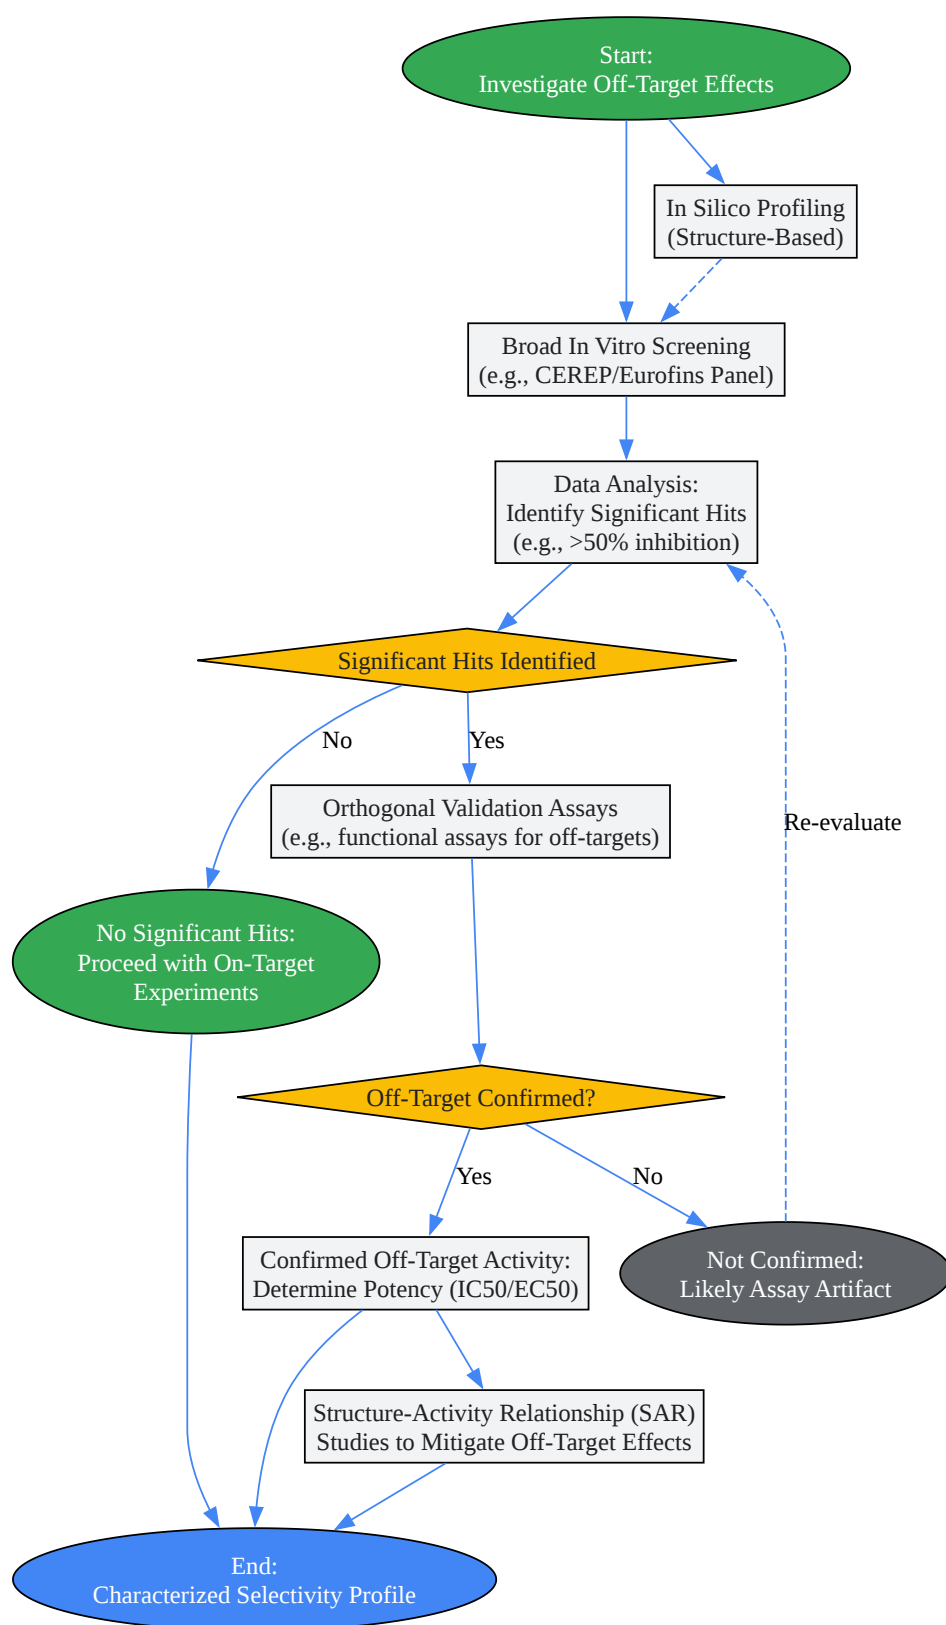 Start:
Investigate Off-Target Effects
In Silico Profiling
(Structure-Based)
Broad In Vitro Screening
(e.g., CEREP/Eurofins Panel)
Data Analysis:
Identify Significant Hits
(e.g., >50% inhibition)
Significant Hits Identified
No
Yes
Orthogonal Validation Assays
(e.g., functional assays for off-targets)
Re-evaluate
No Significant Hits:
Proceed with On-Target
Experiments
Off-Target Confirmed?
Yes
No
Confirmed Off-Target Activity:
Determine Potency (IC50/EC50)
Not Confirmed:
Likely Assay Artifact
Structure-Activity Relationship (SAR)
Studies to Mitigate Off-Target Effects
End:
Characterized Selectivity Profile